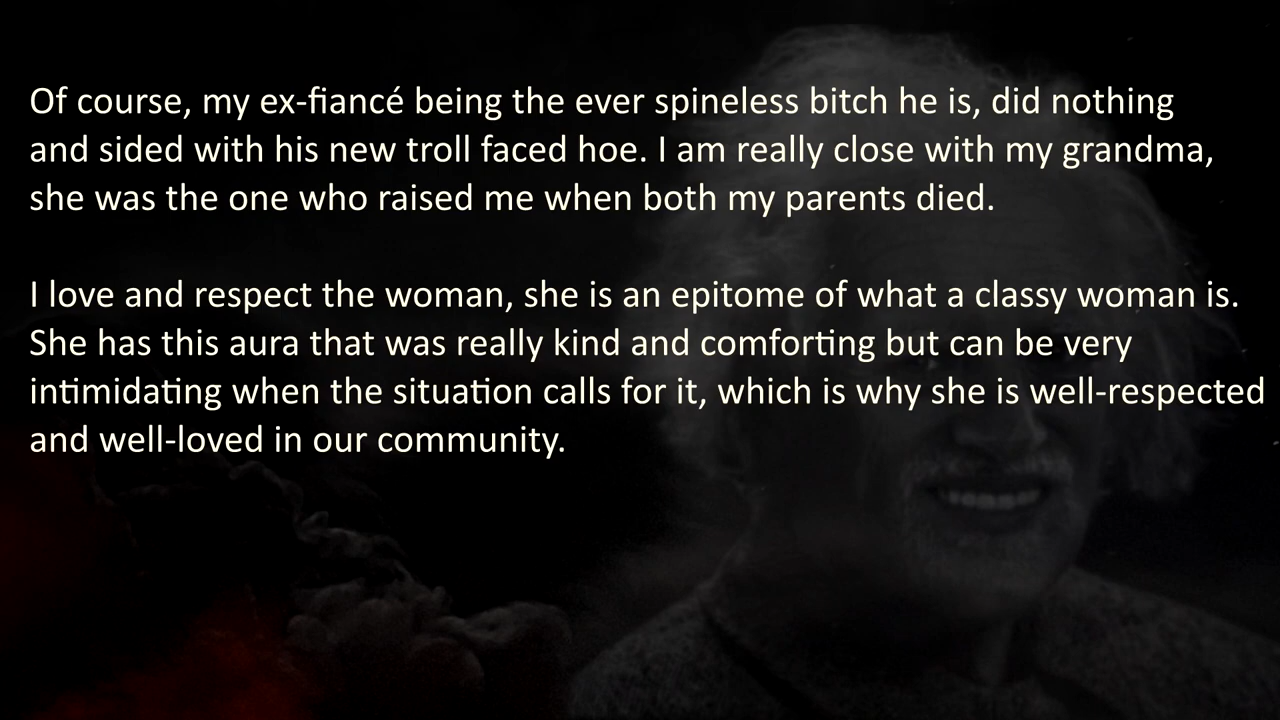 Of course, my ex-fiancé being the ever spineless bitch he is, did nothing
and sided with his new troll faced hoe. I am really close with my grandma,
she was the one who raised me when both my parents died.
I love and respect the woman, she is an epitome of what a classy woman is.
She has this aura that was really kind and comforting but can be very
intimidating when the situation calls for it, which is why she is well-respected
and well-loved in our community.